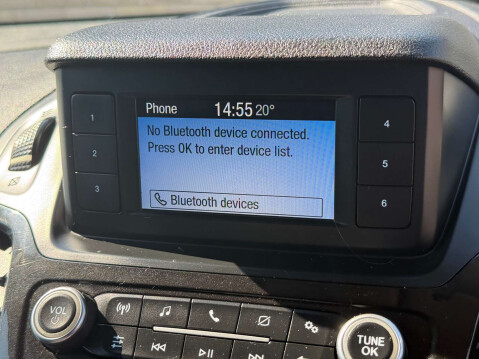 Phone 14:55 20°
No Bluetooth device connected.
Press OK to enter device list.
Bluetooth devices
1
2
3
4
5
6
VOL
TUNE
OK